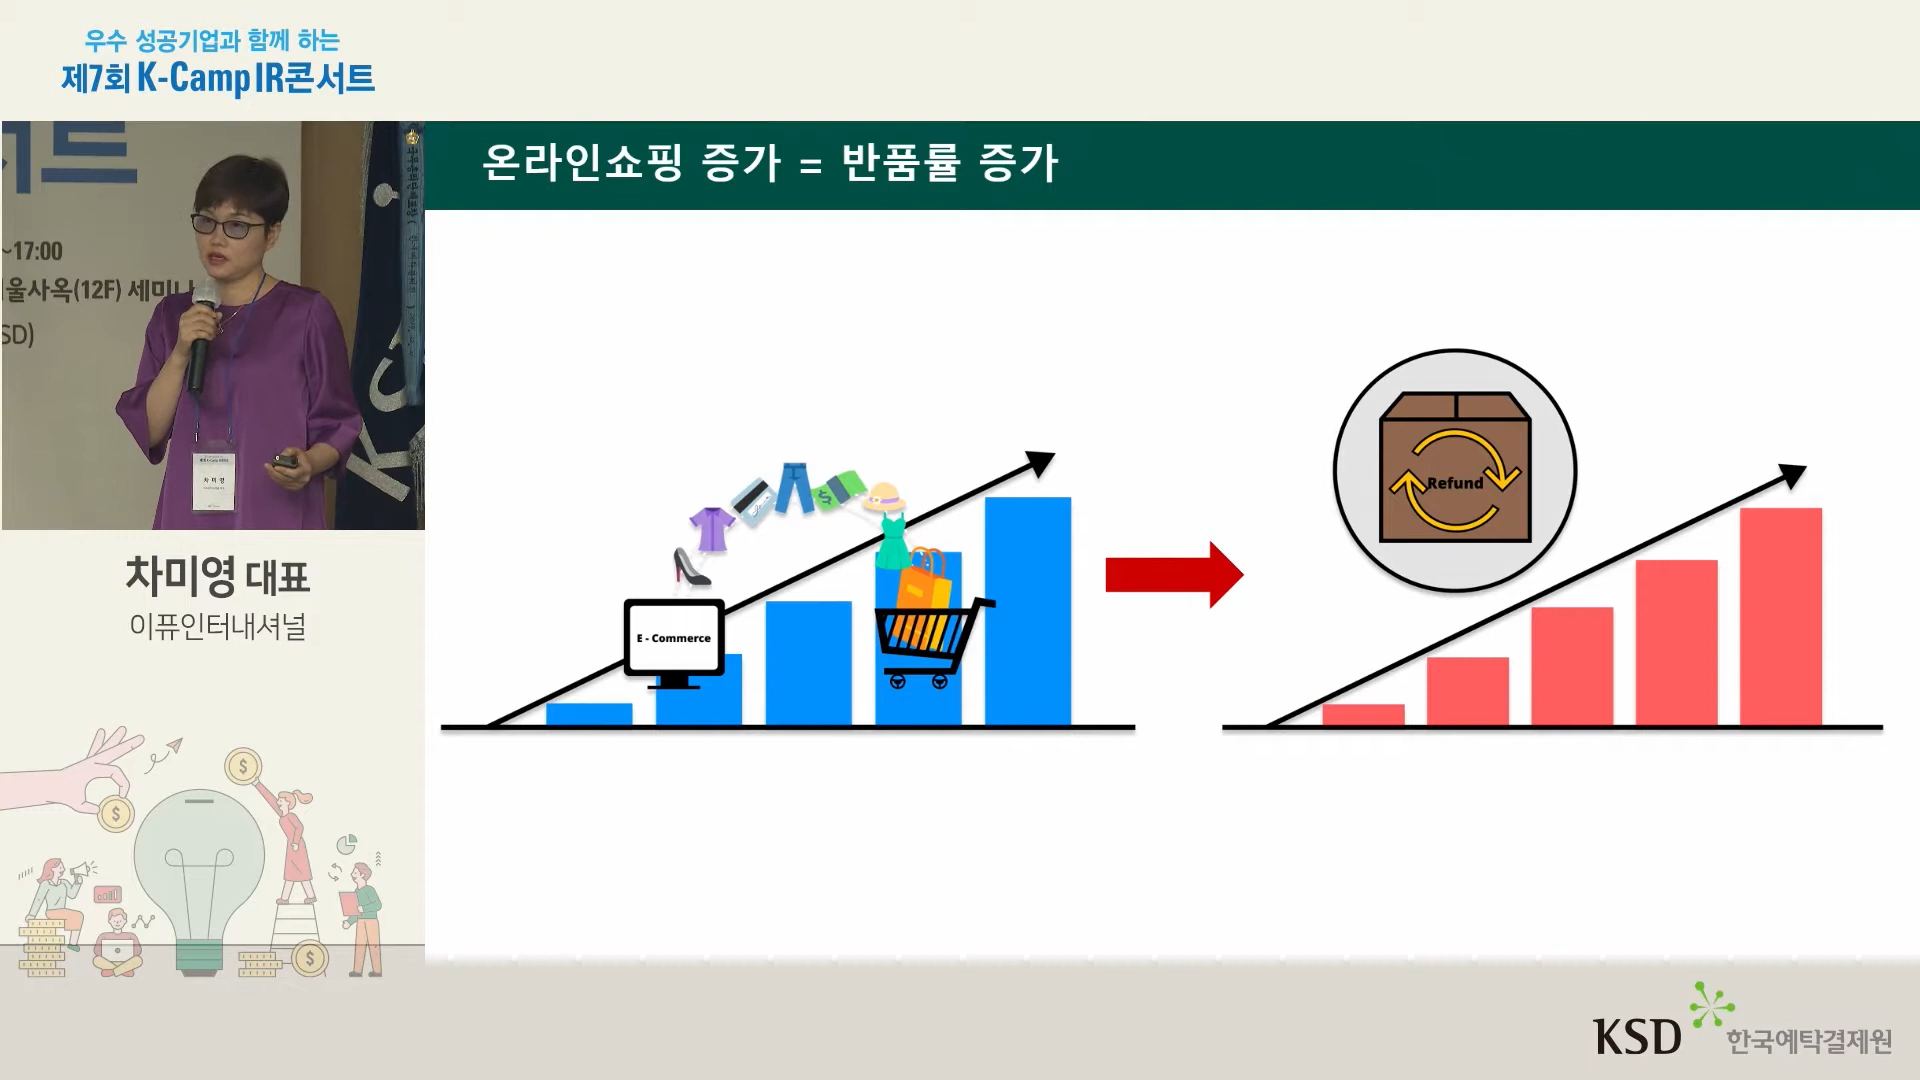 우수 성공기업과 함께 하는
제7회 K-Camp IR콘서트
~17:00
울사옥(12F) 세미나
SD)
차미영
차미영 대표
이퓨인터내셔널
온라인쇼핑 증가 = 반품률 증가
E - Commerce
Refund
KSD 한국예탁결제원